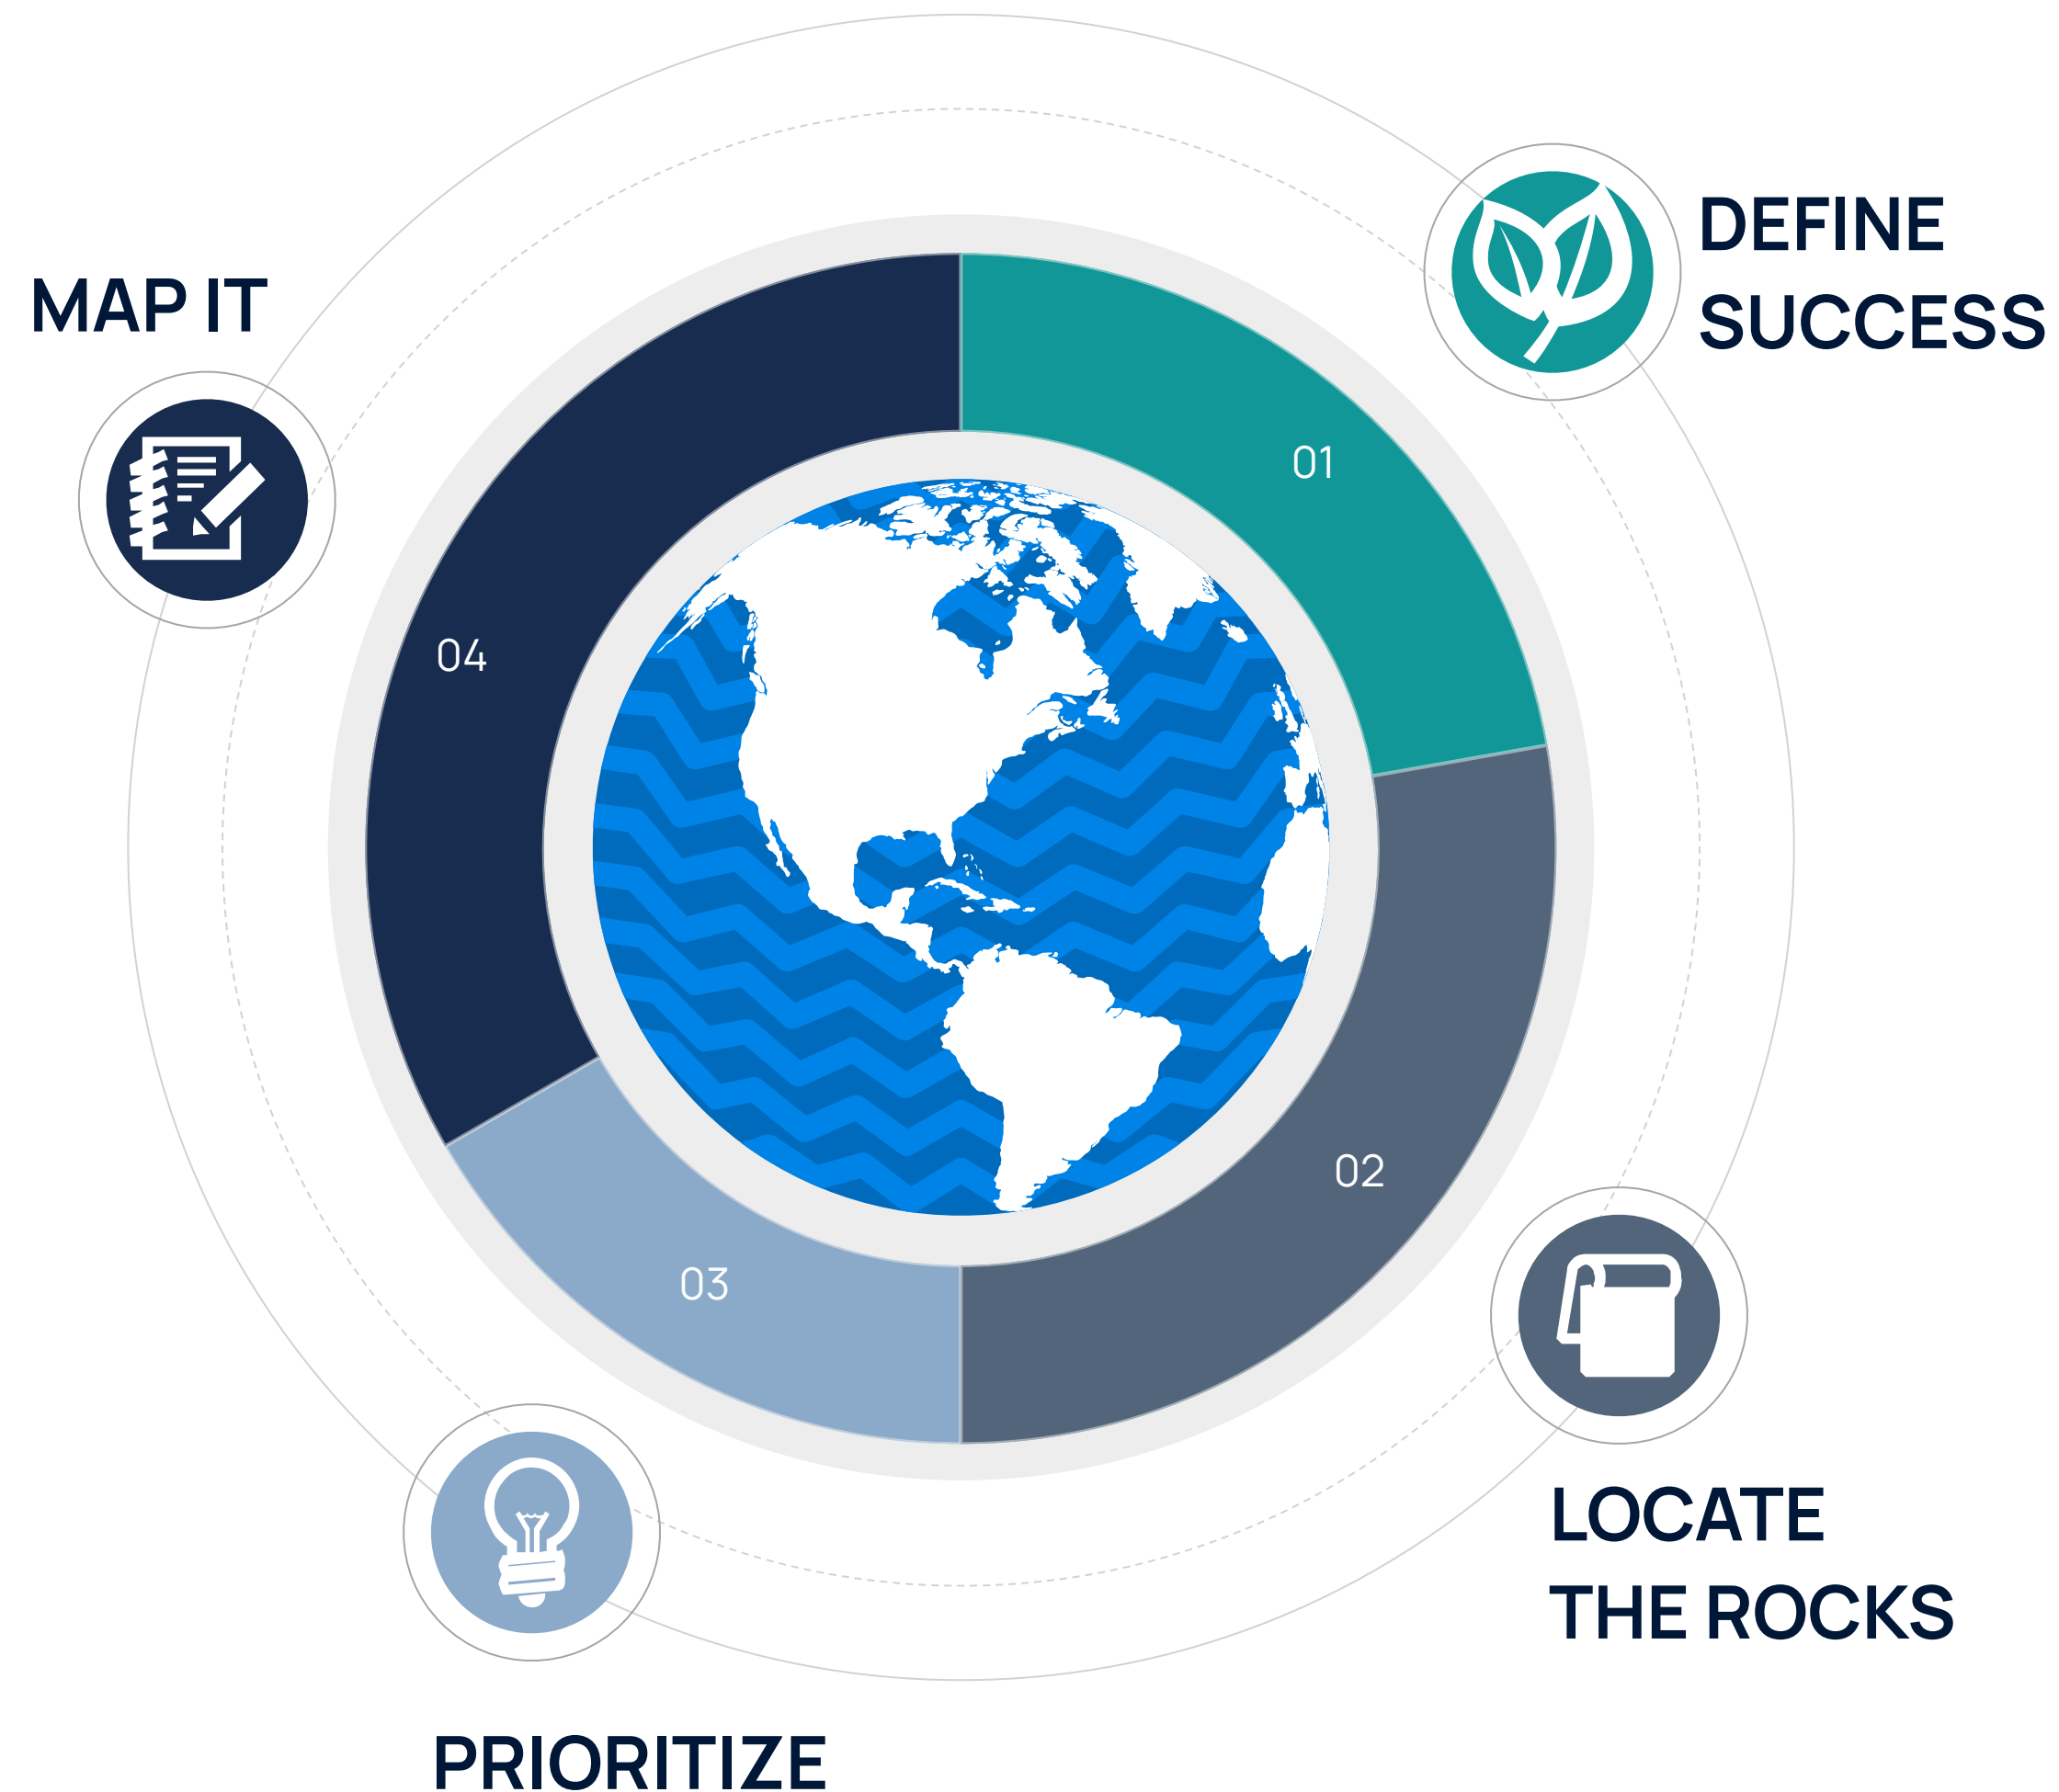 DEFINE
SUCCESS
MAP IT
01
04
02
03
LOCATE
THE ROCKS
PRIORITIZE